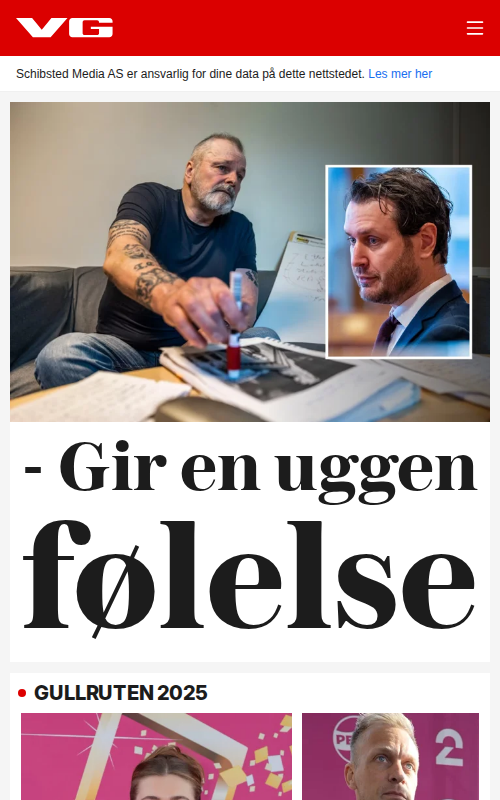 VG
Schibsted Media AS er ansvarlig for dine data på dette nettstedet. Les mer her
- Gir en uggen
følelse
GULLRUTEN 2025
2